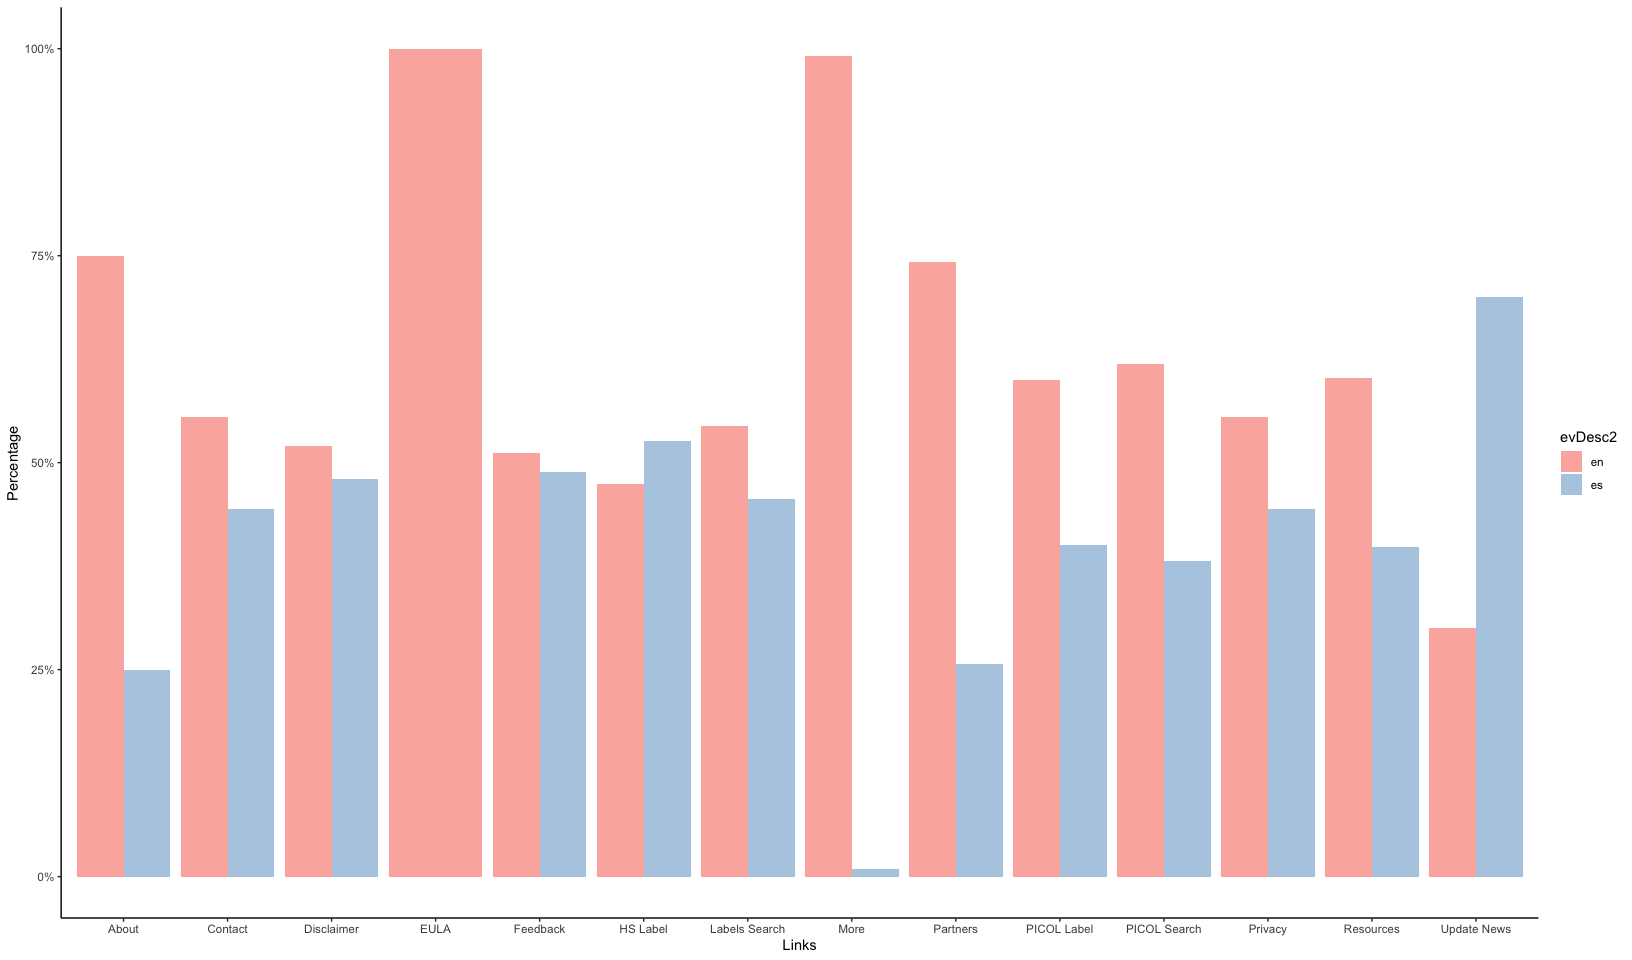 Percentage
100%
75%
50%
25%
0%
About Contact Disclaimer EULA Feedback HS Label Labels Search More Partners PICOL Label PICOL Search Privacy Resources Update News
Links
evDesc2
en
es